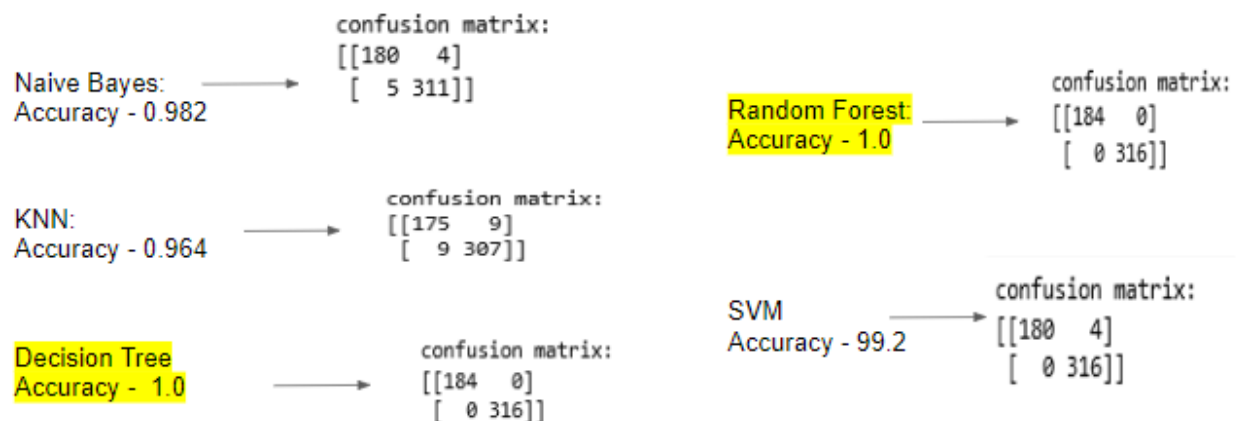 confusion matrix:
[[180 4]
[ 5 311]]
Naive Bayes:
Accuracy - 0.982
confusion matrix:
[[175 9]
[ 9 307]]
KNN:
Accuracy - 0.964
confusion matrix:
[[184 0]
[ 0 316]]
Decision Tree
Accuracy - 1.0
confusion matrix:
[[184 0]
[ 0 316]]
Random Forest:
Accuracy - 1.0
confusion matrix:
[[180 4]
[ 0 316]]
SVM
Accuracy - 99.2